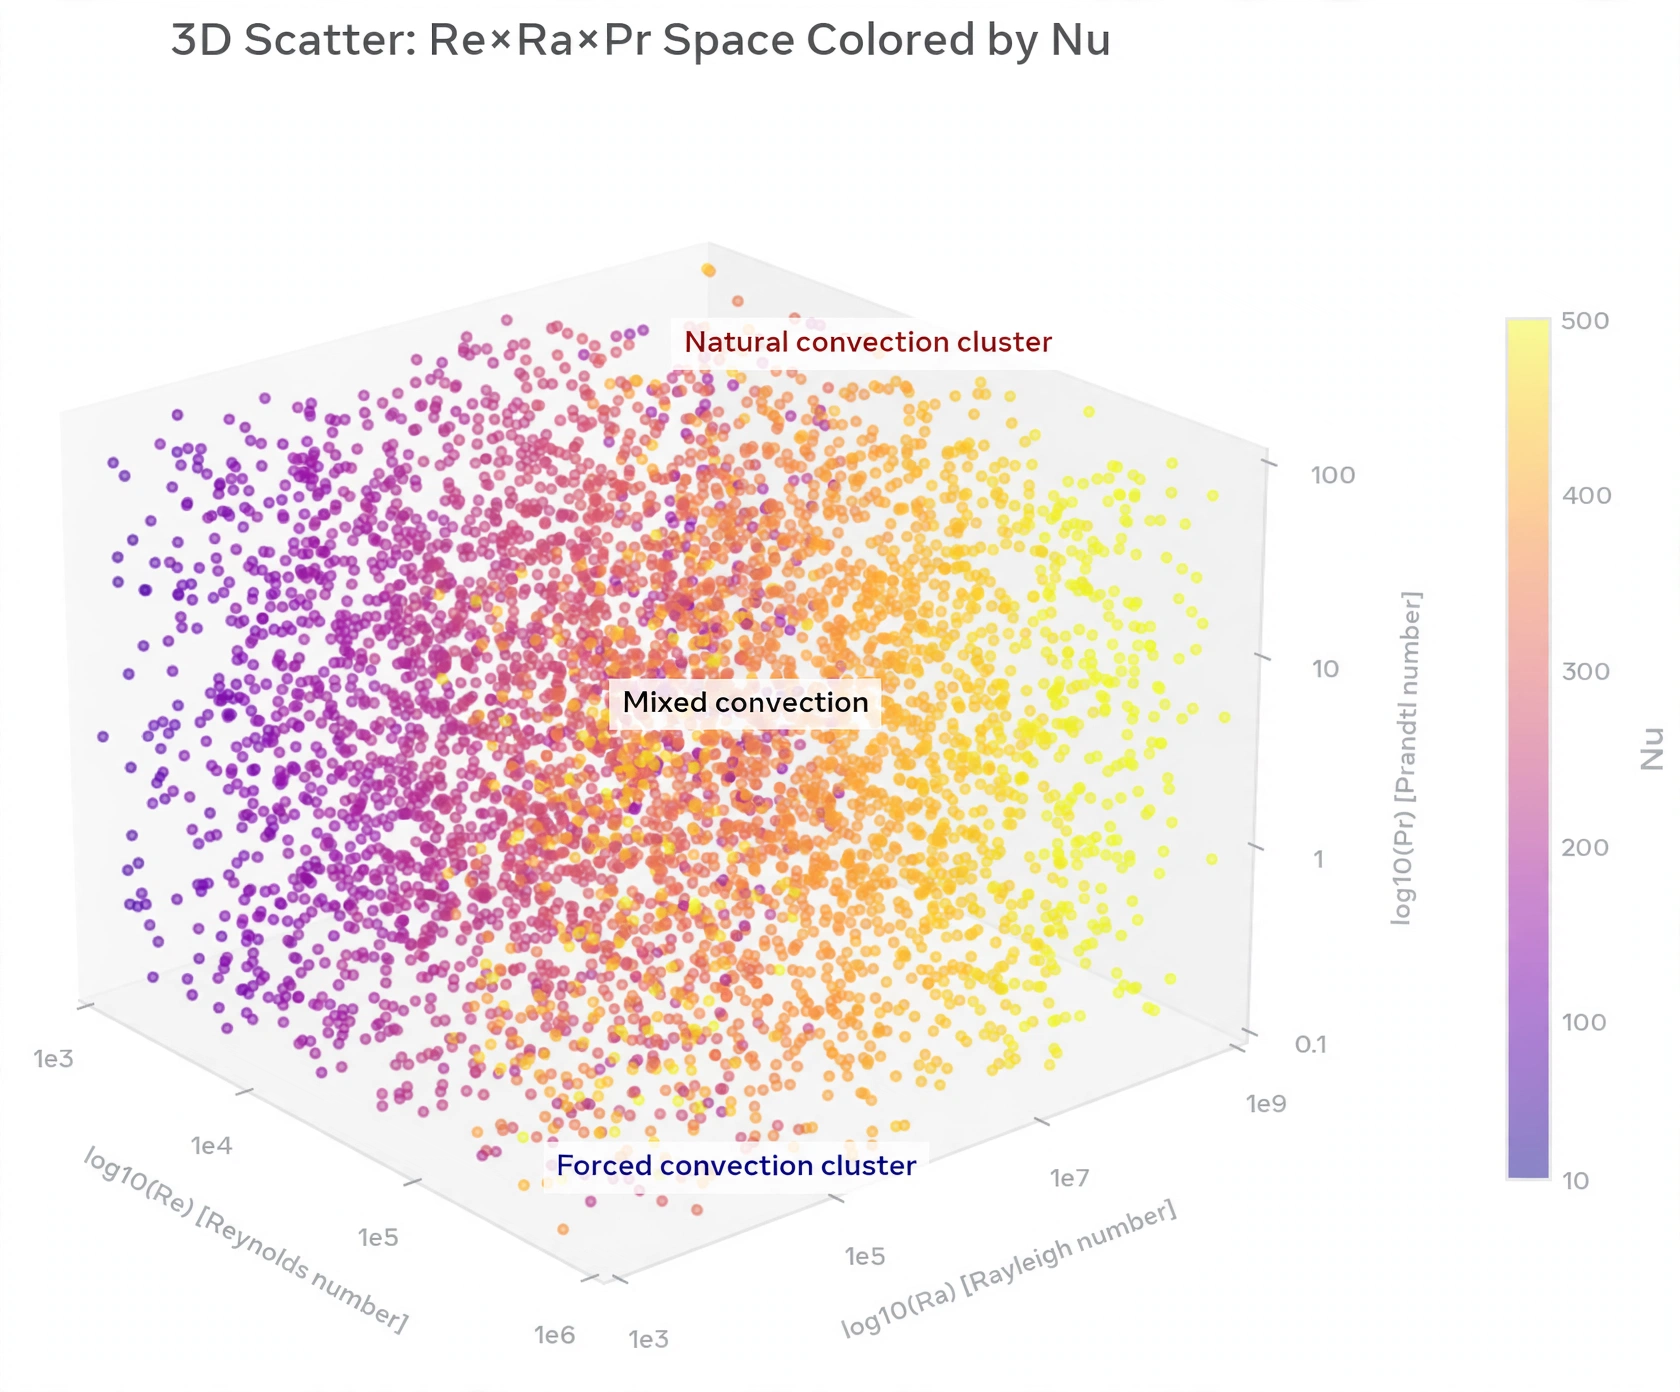 3D Scatter: Re×Ra×Pr Space Colored by Nu
Natural convection cluster
Mixed convection
Forced convection cluster
1e3
1e4
1e5
1e6
log10(Re) [Reynolds number]
1e3
1e5
1e7
1e9
log10(Ra) [Rayleigh number]
100
10
1
0.1
log10(Pr) [Prandtl number]
500
400
300
200
100
10
Nu